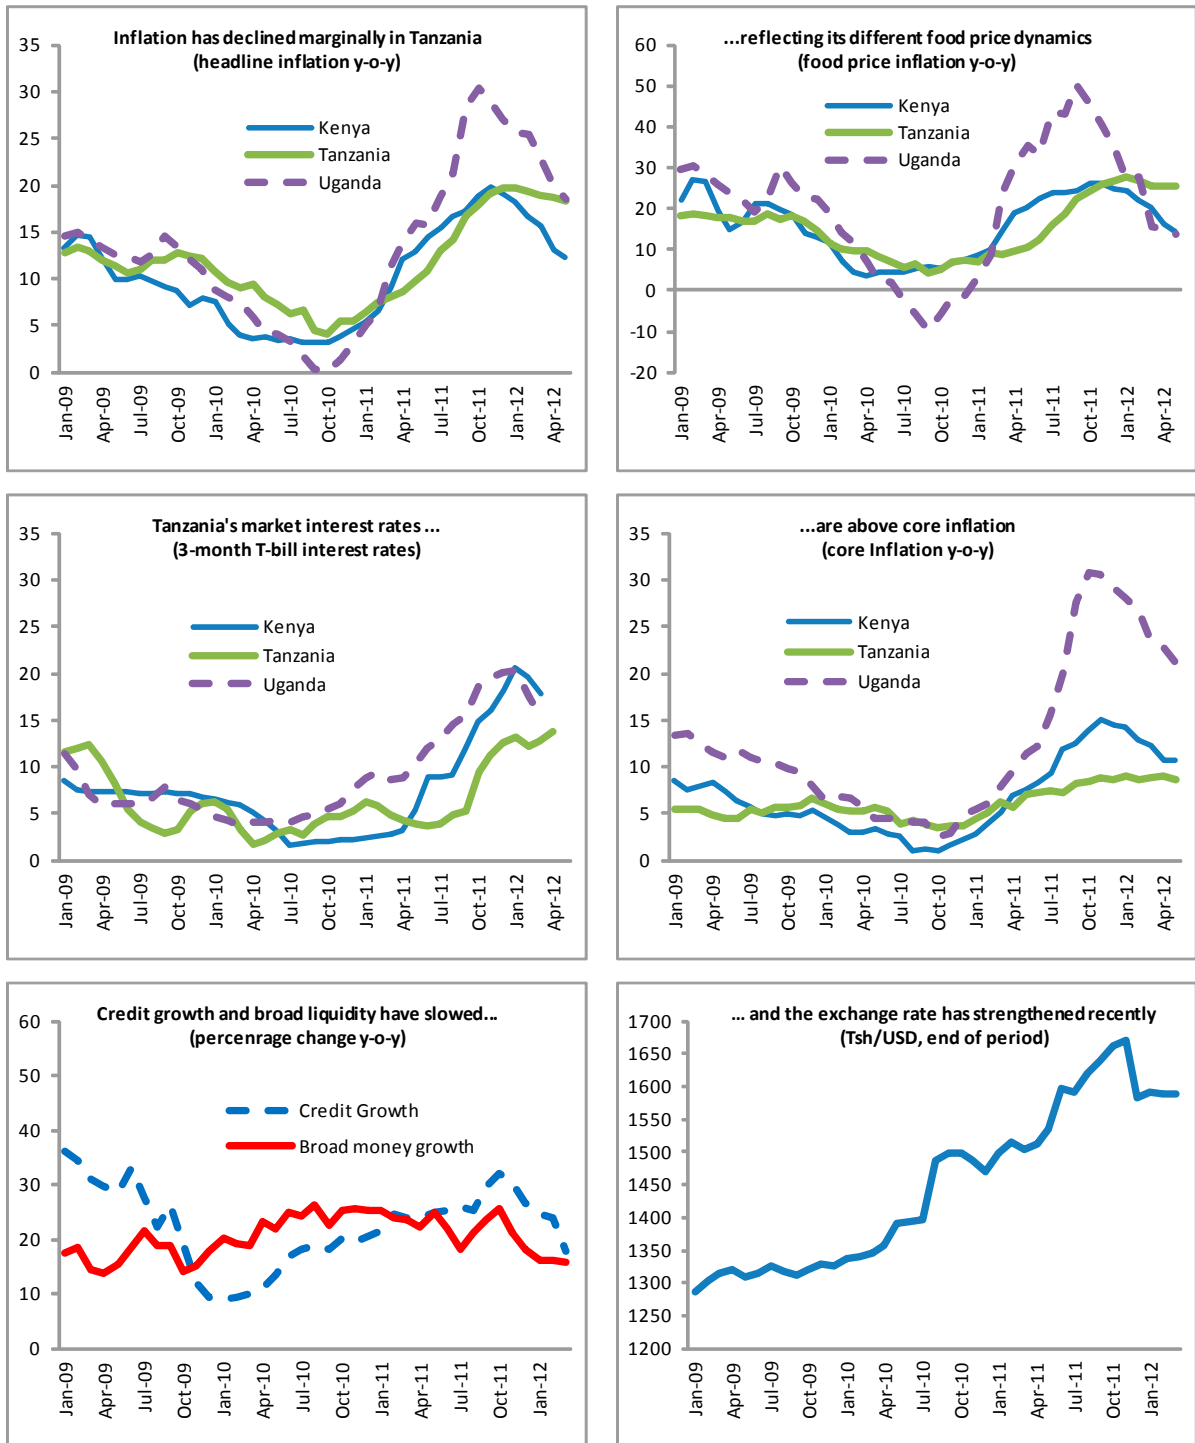 Inflation has declined marginally in Tanzania
(headline inflation y-o-y)
35
30
25
20
15
10
5
0
Kenya
Tanzania
Uganda
Jan-09
Apr-09
Jul-09
Oct-09
Jan-10
Apr-10
Jul-10
Oct-10
Jan-11
Apr-11
Jul-11
Oct-11
Jan-12
Apr-12
...reflecting its different food price dynamics
(food price inflation y-o-y)
60
50
40
30
20
10
0
-10
-20
Kenya
Tanzania
Uganda
Jan-09
Apr-09
Jul-09
Oct-09
Jan-10
Apr-10
Jul-10
Oct-10
Jan-11
Apr-11
Jul-11
Oct-11
Jan-12
Apr-12
Tanzania's market interest rates ...
(3-month T-bill interest rates)
35
30
25
20
15
10
5
0
Kenya
Tanzania
Uganda
Jan-09
Apr-09
Jul-09
Oct-09
Jan-10
Apr-10
Jul-10
Oct-10
Jan-11
Apr-11
Jul-11
Oct-11
Jan-12
Apr-12
...are above core inflation
(core Inflation y-o-y)
35
30
25
20
15
10
5
0
Kenya
Tanzania
Uganda
Jan-09
Apr-09
Jul-09
Oct-09
Jan-10
Apr-10
Jul-10
Oct-10
Jan-11
Apr-11
Jul-11
Oct-11
Jan-12
Apr-12
Credit growth and broad liquidity have slowed...
(percenrage change y-o-y)
60
50
40
30
20
10
0
Credit Growth
Broad money growth
Jan-09
Apr-09
Jul-09
Oct-09
Jan-10
Apr-10
Jul-10
Oct-10
Jan-11
Apr-11
Jul-11
Oct-11
Jan-12
... and the exchange rate has strengthened recently
(Tsh/USD, end of period)
1700
1650
1600
1550
1500
1450
1400
1350
1300
1250
1200
Jan-09
Apr-09
Jul-09
Oct-09
Jan-10
Apr-10
Jul-10
Oct-10
Jan-11
Apr-11
Jul-11
Oct-11
Jan-12